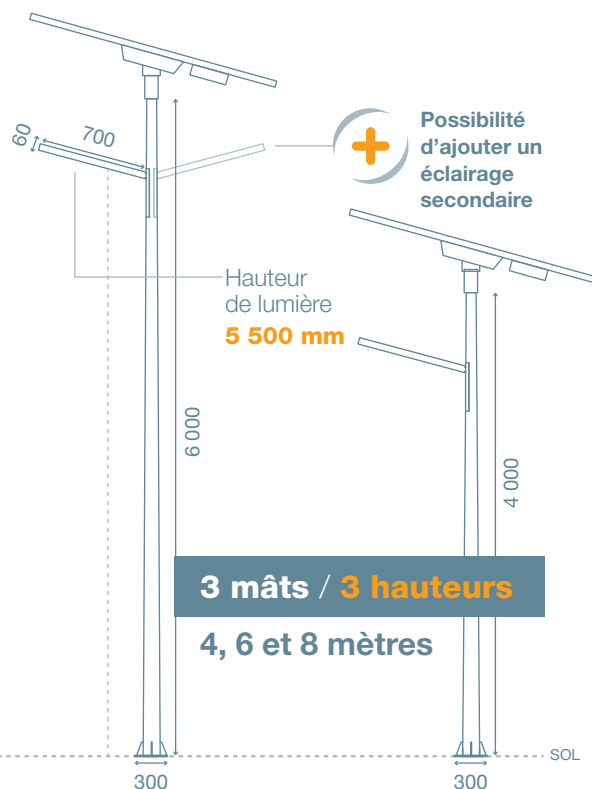 60
700
Possibilité
d'ajouter un
éclairage
secondaire
Hauteur
de lumière
5 500 mm
6 000
4 000
3 mâts / 3 hauteurs
4, 6 et 8 mètres
SOL
300
300